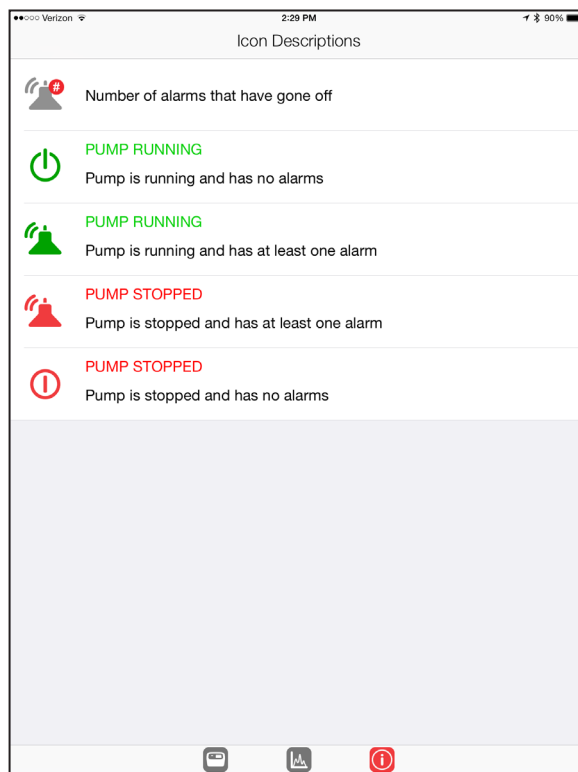 Verizon 2:29 PM 90%
Icon Descriptions
#
Number of alarms that have gone off
PUMP RUNNING
Pump is running and has no alarms
PUMP RUNNING
Pump is running and has at least one alarm
PUMP STOPPED
Pump is stopped and has at least one alarm
PUMP STOPPED
Pump is stopped and has no alarms